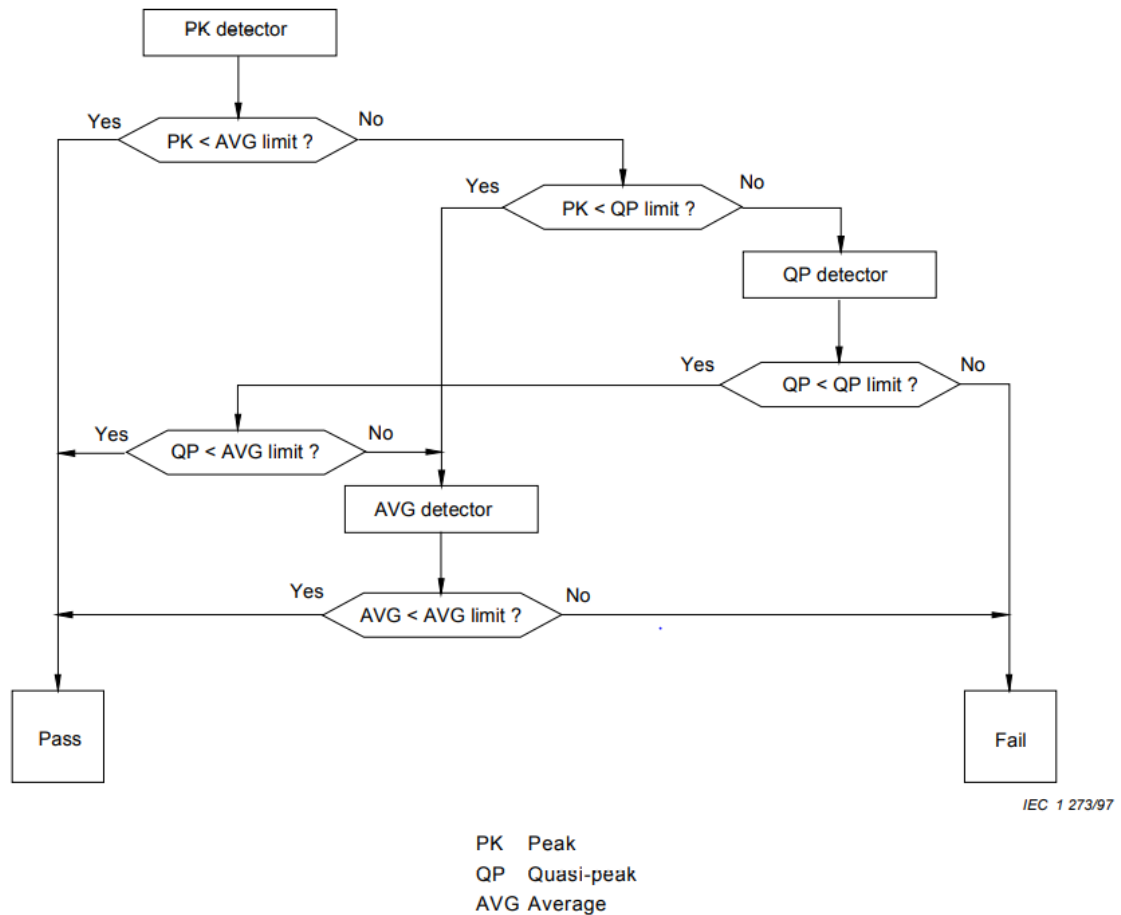 PK detector
Yes
No
PK < AVG limit ?
Yes
No
PK < QP limit ?
QP detector
Yes
No
QP < QP limit ?
Yes
No
QP < AVG limit ?
AVG detector
Yes
No
AVG < AVG limit ?
Pass
Fail
IEC 1 273/97
PK Peak
QP Quasi-peak
AVG Average